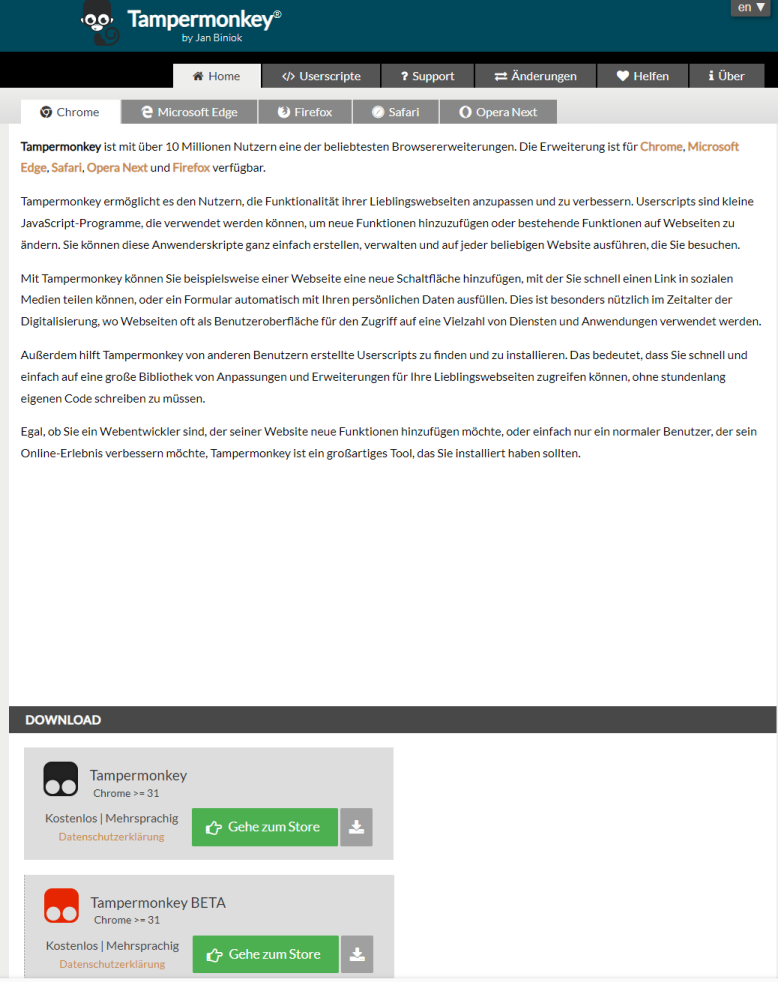 Tampermonkey®
by Jan Biniok
en ▼
Home
</> Userscripte
? Support
Änderungen
Helfen
Über
Chrome
Microsoft Edge
Firefox
Safari
Opera Next
Tampermonkey ist mit über 10 Millionen Nutzern eine der beliebtesten Browsererweiterungen. Die Erweiterung ist für Chrome, Microsoft
Edge, Safari, Opera Next und Firefox verfügbar.
Tampermonkey ermöglicht es den Nutzern, die Funktionalität ihrer Lieblingswebseiten anzupassen und zu verbessern. Userscripts sind kleine
JavaScript-Programme, die verwendet werden können, um neue Funktionen hinzuzufügen oder bestehende Funktionen auf Webseiten zu
ändern. Sie können diese Anwenderskripte ganz einfach erstellen, verwalten und auf jeder beliebigen Website ausführen, die Sie besuchen.
Mit Tampermonkey können Sie beispielsweise einer Webseite eine neue Schaltfläche hinzufügen, mit der Sie schnell einen Link in sozialen
Medien teilen können, oder ein Formular automatisch mit Ihren persönlichen Daten ausfüllen. Dies ist besonders nützlich im Zeitalter der
Digitalisierung, wo Webseiten oft als Benutzeroberfläche für den Zugriff auf eine Vielzahl von Diensten und Anwendungen verwendet werden.
Außerdem hilft Tampermonkey von anderen Benutzern erstellte Userscripts zu finden und zu installieren. Das bedeutet, dass Sie schnell und
einfach auf eine große Bibliothek von Anpassungen und Erweiterungen für Ihre Lieblingswebseiten zugreifen können, ohne stundenlang
eigenen Code schreiben zu müssen.
Egal, ob Sie ein Webentwickler sind, der seiner Website neue Funktionen hinzufügen möchte, oder einfach nur ein normaler Benutzer, der sein
Online-Erlebnis verbessern möchte, Tampermonkey ist ein großartiges Tool, das Sie installiert haben sollten.
DOWNLOAD
Tampermonkey
Chrome >= 31
Kostenlos | Mehrsprachig
Datenschutzerklärung
Gehe zum Store
Tampermonkey BETA
Chrome >= 31
Kostenlos | Mehrsprachig
Datenschutzerklärung
Gehe zum Store